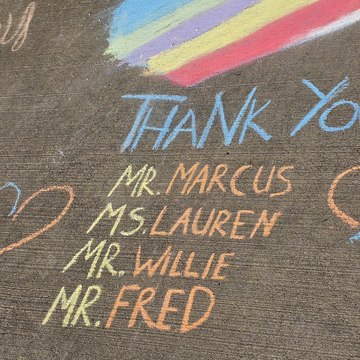 THANK YO
MR. MARCUS
MS. LAUREN
MR. WILLIE
MR. FRED